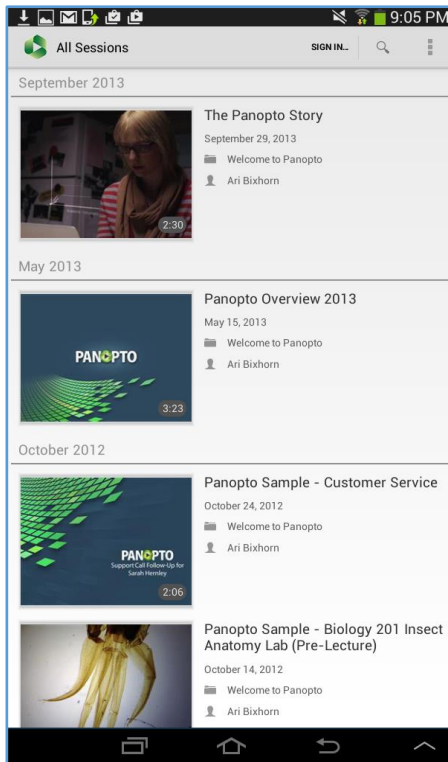 9:05 PM
All Sessions
SIGN IN...
September 2013
The Panopto Story
September 29, 2013
Welcome to Panopto
Ari Bixhorn
2:30
May 2013
Panopto Overview 2013
May 15, 2013
Welcome to Panopto
Ari Bixhorn
PANOPTO
3:23
October 2012
Panopto Sample - Customer Service
October 24, 2012
Welcome to Panopto
Ari Bixhorn
PANOPTO
Support Call Follow-Up for
Sarah Hernley
2:06
Panopto Sample - Biology 201 Insect
Anatomy Lab (Pre-Lecture)
October 14, 2012
Welcome to Panopto
Ari Bixhorn